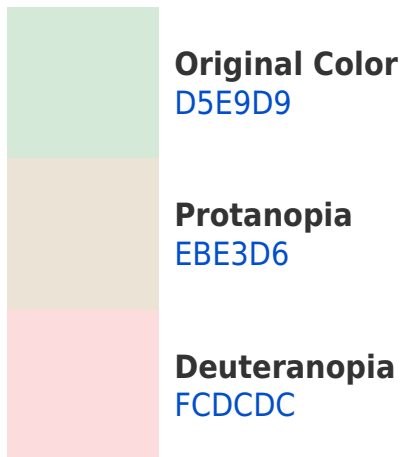 Original Color
D5E9D9
Protanopia
EBE3D6
Deuteranopia
FCDCDC